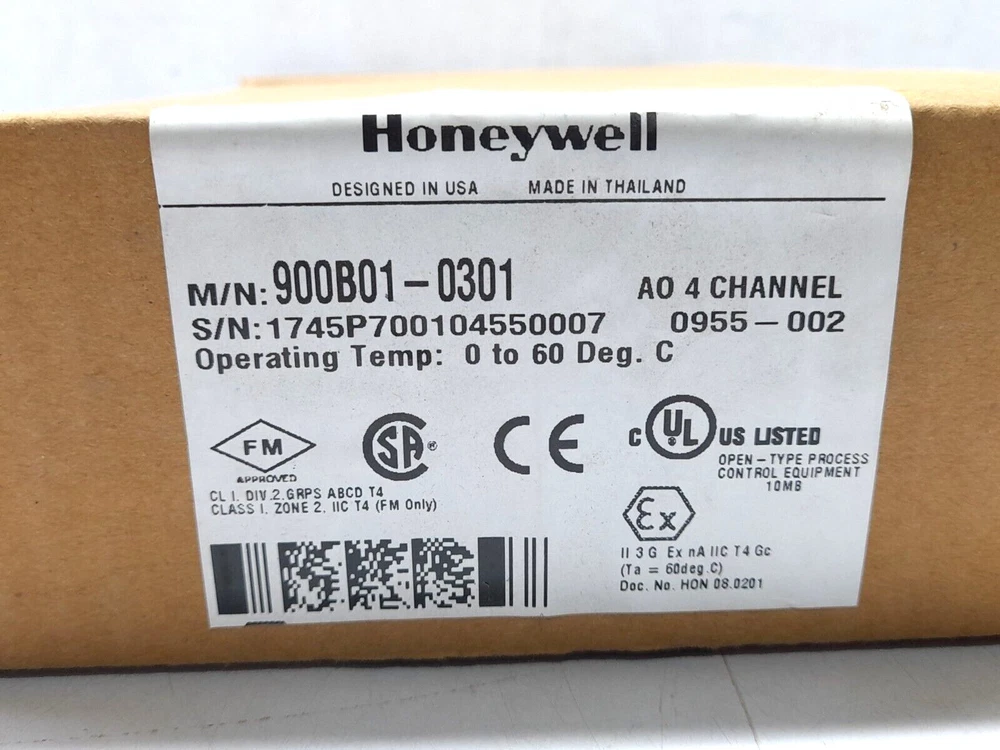 Honeywell
DESIGNED IN USA MADE IN THAILAND
M/N: 900B01-0301 AO 4 CHANNEL
S/N: 1745P700104550007 0955-002
Operating Temp: 0 to 60 Deg. C
FM
APPROVED
CL I. DIV.2.GRPS ABCD T4
CLASS I. ZONE 2. IIC T4 (FM Only)
SA®
CE
C UL US LISTED
OPEN-TYPE PROCESS
CONTROL EQUIPMENT
10MB
Ex
II 3 G Ex nA IIC T4 Gc
(Ta = 60deg.C)
Doc. No. HON 08.0201